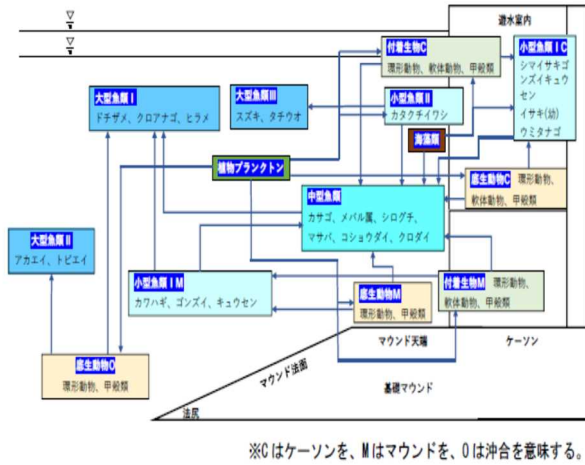 遊水室内
付着生物C
環形動物、軟体動物、甲殻類
小型魚類ⅠC
シマイサキゴ
ンズイキュウ
セン
イサキ(幼)
ウミタナゴ
大型魚類Ⅰ
ドチザメ、クロアナゴ、ヒラメ
大型魚類Ⅲ
スズキ、タチウオ
小型魚類Ⅱ
カタクチイワシ
海藻類
植物プランクトン
底生動物C 環形動物、
軟体動物、甲殻類
中型魚類
カサゴ、メバル属、シログチ、
マサバ、コショウダイ、クロダイ
大型魚類Ⅱ
アカエイ、トビエイ
小型魚類ⅠM
カワハギ、ゴンズイ、キュウセン
底生動物M
環形動物、甲殻類
付着生物M 環形動物、
軟体動物、甲殻類
底生動物O
環形動物、甲殻類
マウンド天端
ケーソン
マウンド法面
基礎マウンド
法尻
※Cはケーソンを、Mはマウンドを、Oは沖合を意味する。